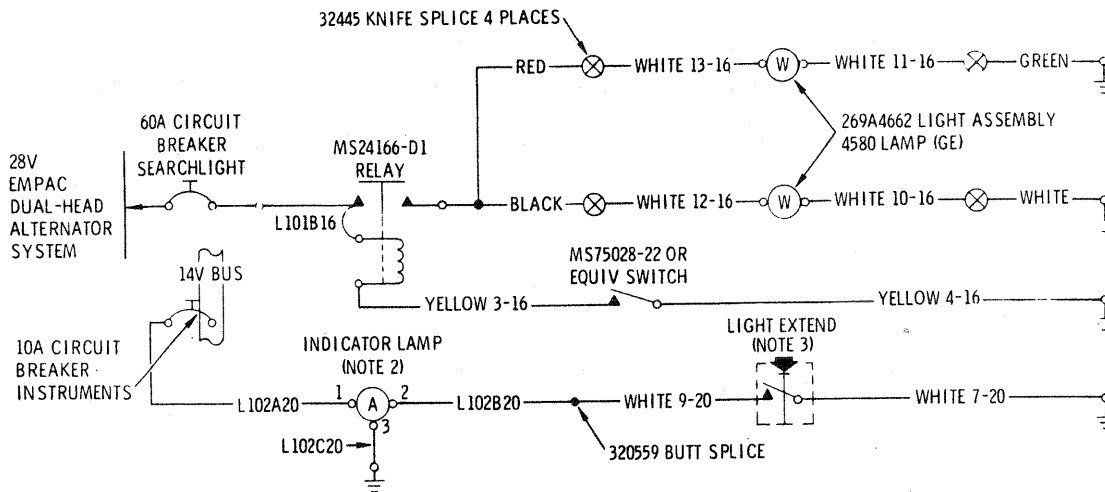 32445 KNIFE SPLICE 4 PLACES
RED
WHITE 13-16
W
WHITE 11-16
GREEN
60A CIRCUIT
BREAKER
SEARCHLIGHT
MS24166-D1
RELAY
269A4662 LIGHT ASSEMBLY
4580 LAMP (GE)
28V
EMPAC
DUAL-HEAD
ALTERNATOR
SYSTEM
L101B16
BLACK
WHITE 12-16
W
WHITE 10-16
WHITE
14V BUS
MS75028-22 OR
EQUIV SWITCH
YELLOW 3-16
YELLOW 4-16
10A CIRCUIT
BREAKER
INSTRUMENTS
INDICATOR LAMP
(NOTE 2)
LIGHT EXTEND
(NOTE 3)
L102A20
1
A
2
3
L102B20
WHITE 9-20
WHITE 7-20
L102C20
320559 BUTT SPLICE